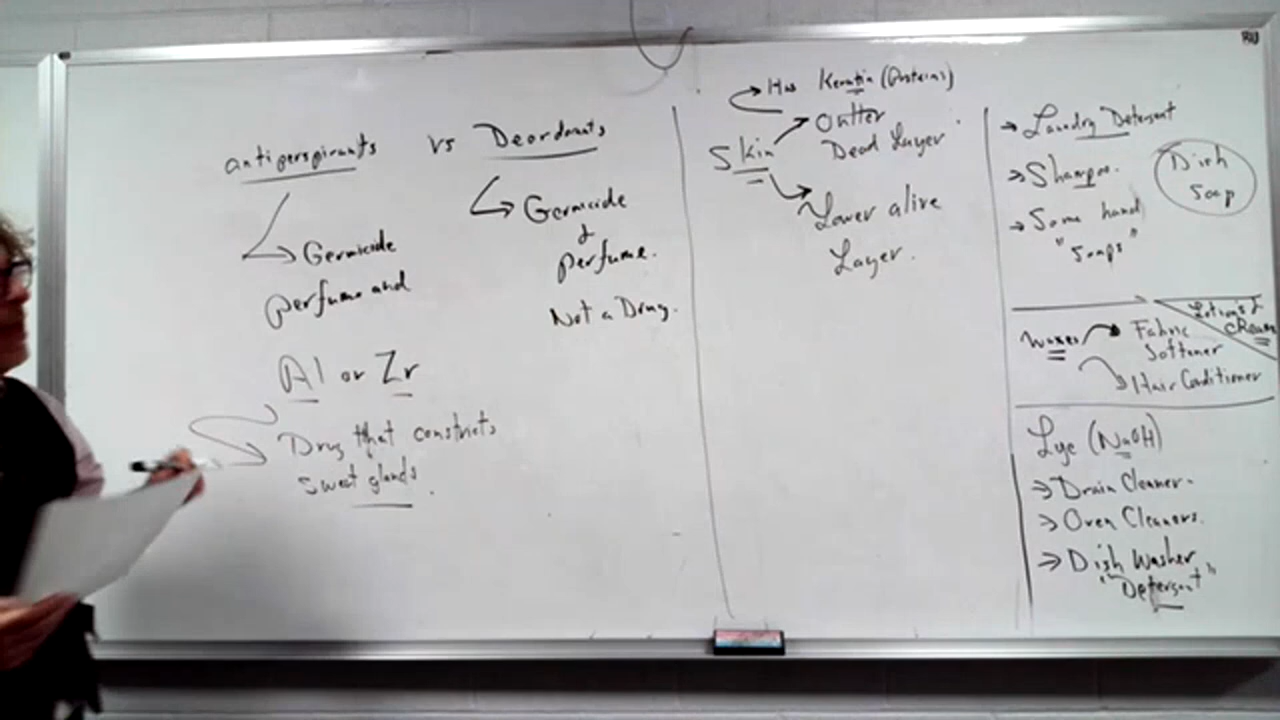 antiperspirants vs Deordorants
Germicide
perfume and
Al or Zr
Drug that constricts
sweat glands.
Germicide
&
perfume.
Not a Drug.
Has Keratin (Proteins)
Skin
Outter
Dead Layer
Lower alive
Layer.
Laundry Detergent
Shampoo.
Some hand
"Soaps"
Dish
Soap
Waxes
Fabric
Softener
Hair Conditioner
Lotions &
Cream
Lye (NaOH)
Drain Cleaner.
Oven Cleaners.
Dish Washer
"Detergent"